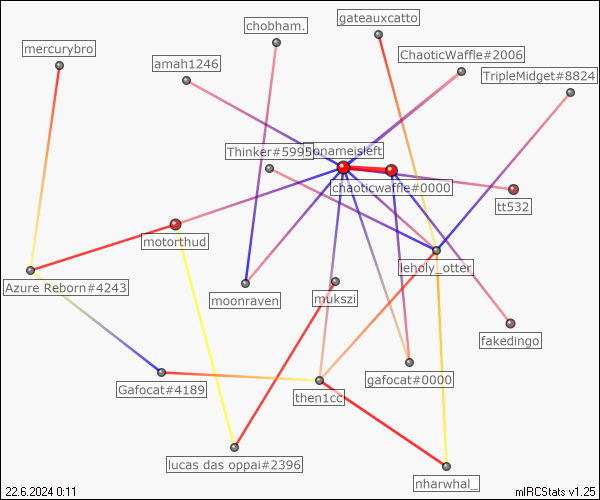 gateauxcatto
chobham.
mercurybro
ChaoticWaffle#2006
amah1246
TripleMidget#8824
Thinker#5995
nameisleft
chaoticwaffle#0000
tt532
motorthud
leholy_otter
Azure Reborn#4243
moonraven
mukszi
fakedingo
gafocat#0000
Gafocat#4189
then1cc
lucas das oppai#2396
nharwhal_
22.6.2024 0:11
mIRCStats v1.25